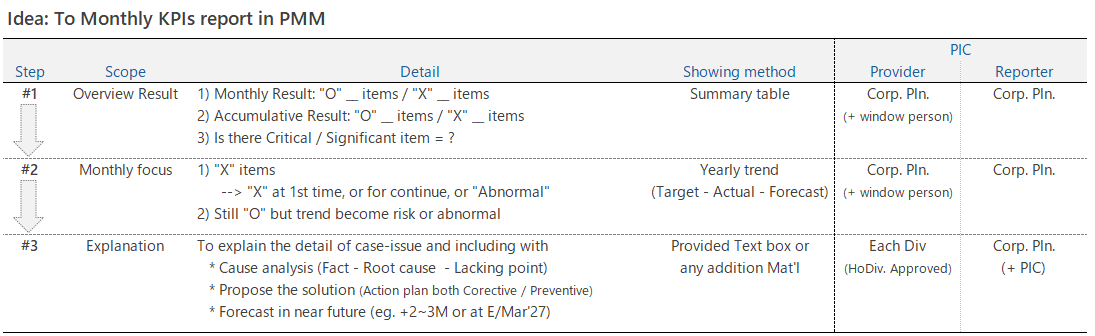 Idea: To Monthly KPIs report in PMM
PIC
Step Scope Detail Showing method Provider Reporter
#1 Overview Result 1) Monthly Result: "O" __ items / "X" __ items Summary table Corp. Pln. Corp. Pln.
2) Accumulative Result: "O" __ items / "X" __ items (+ window person)
3) Is there Critical / Significant item = ?
#2 Monthly focus 1) "X" items Yearly trend Corp. Pln. Corp. Pln.
--> "X" at 1st time, or for continue, or "Abnormal" (Target - Actual - Forecast) (+ window person)
2) Still "O" but trend become risk or abnormal
#3 Explanation To explain the detail of case-issue and including with Provided Text box or Each Div Corp. Pln.
* Cause analysis (Fact - Root cause - Lacking point) any addition Mat'l (HoDiv. Approved) (+ PIC)
* Propose the solution (Action plan both Corective / Preventive)
* Forecast in near future (eg. +2~3M or at E/Mar'27)